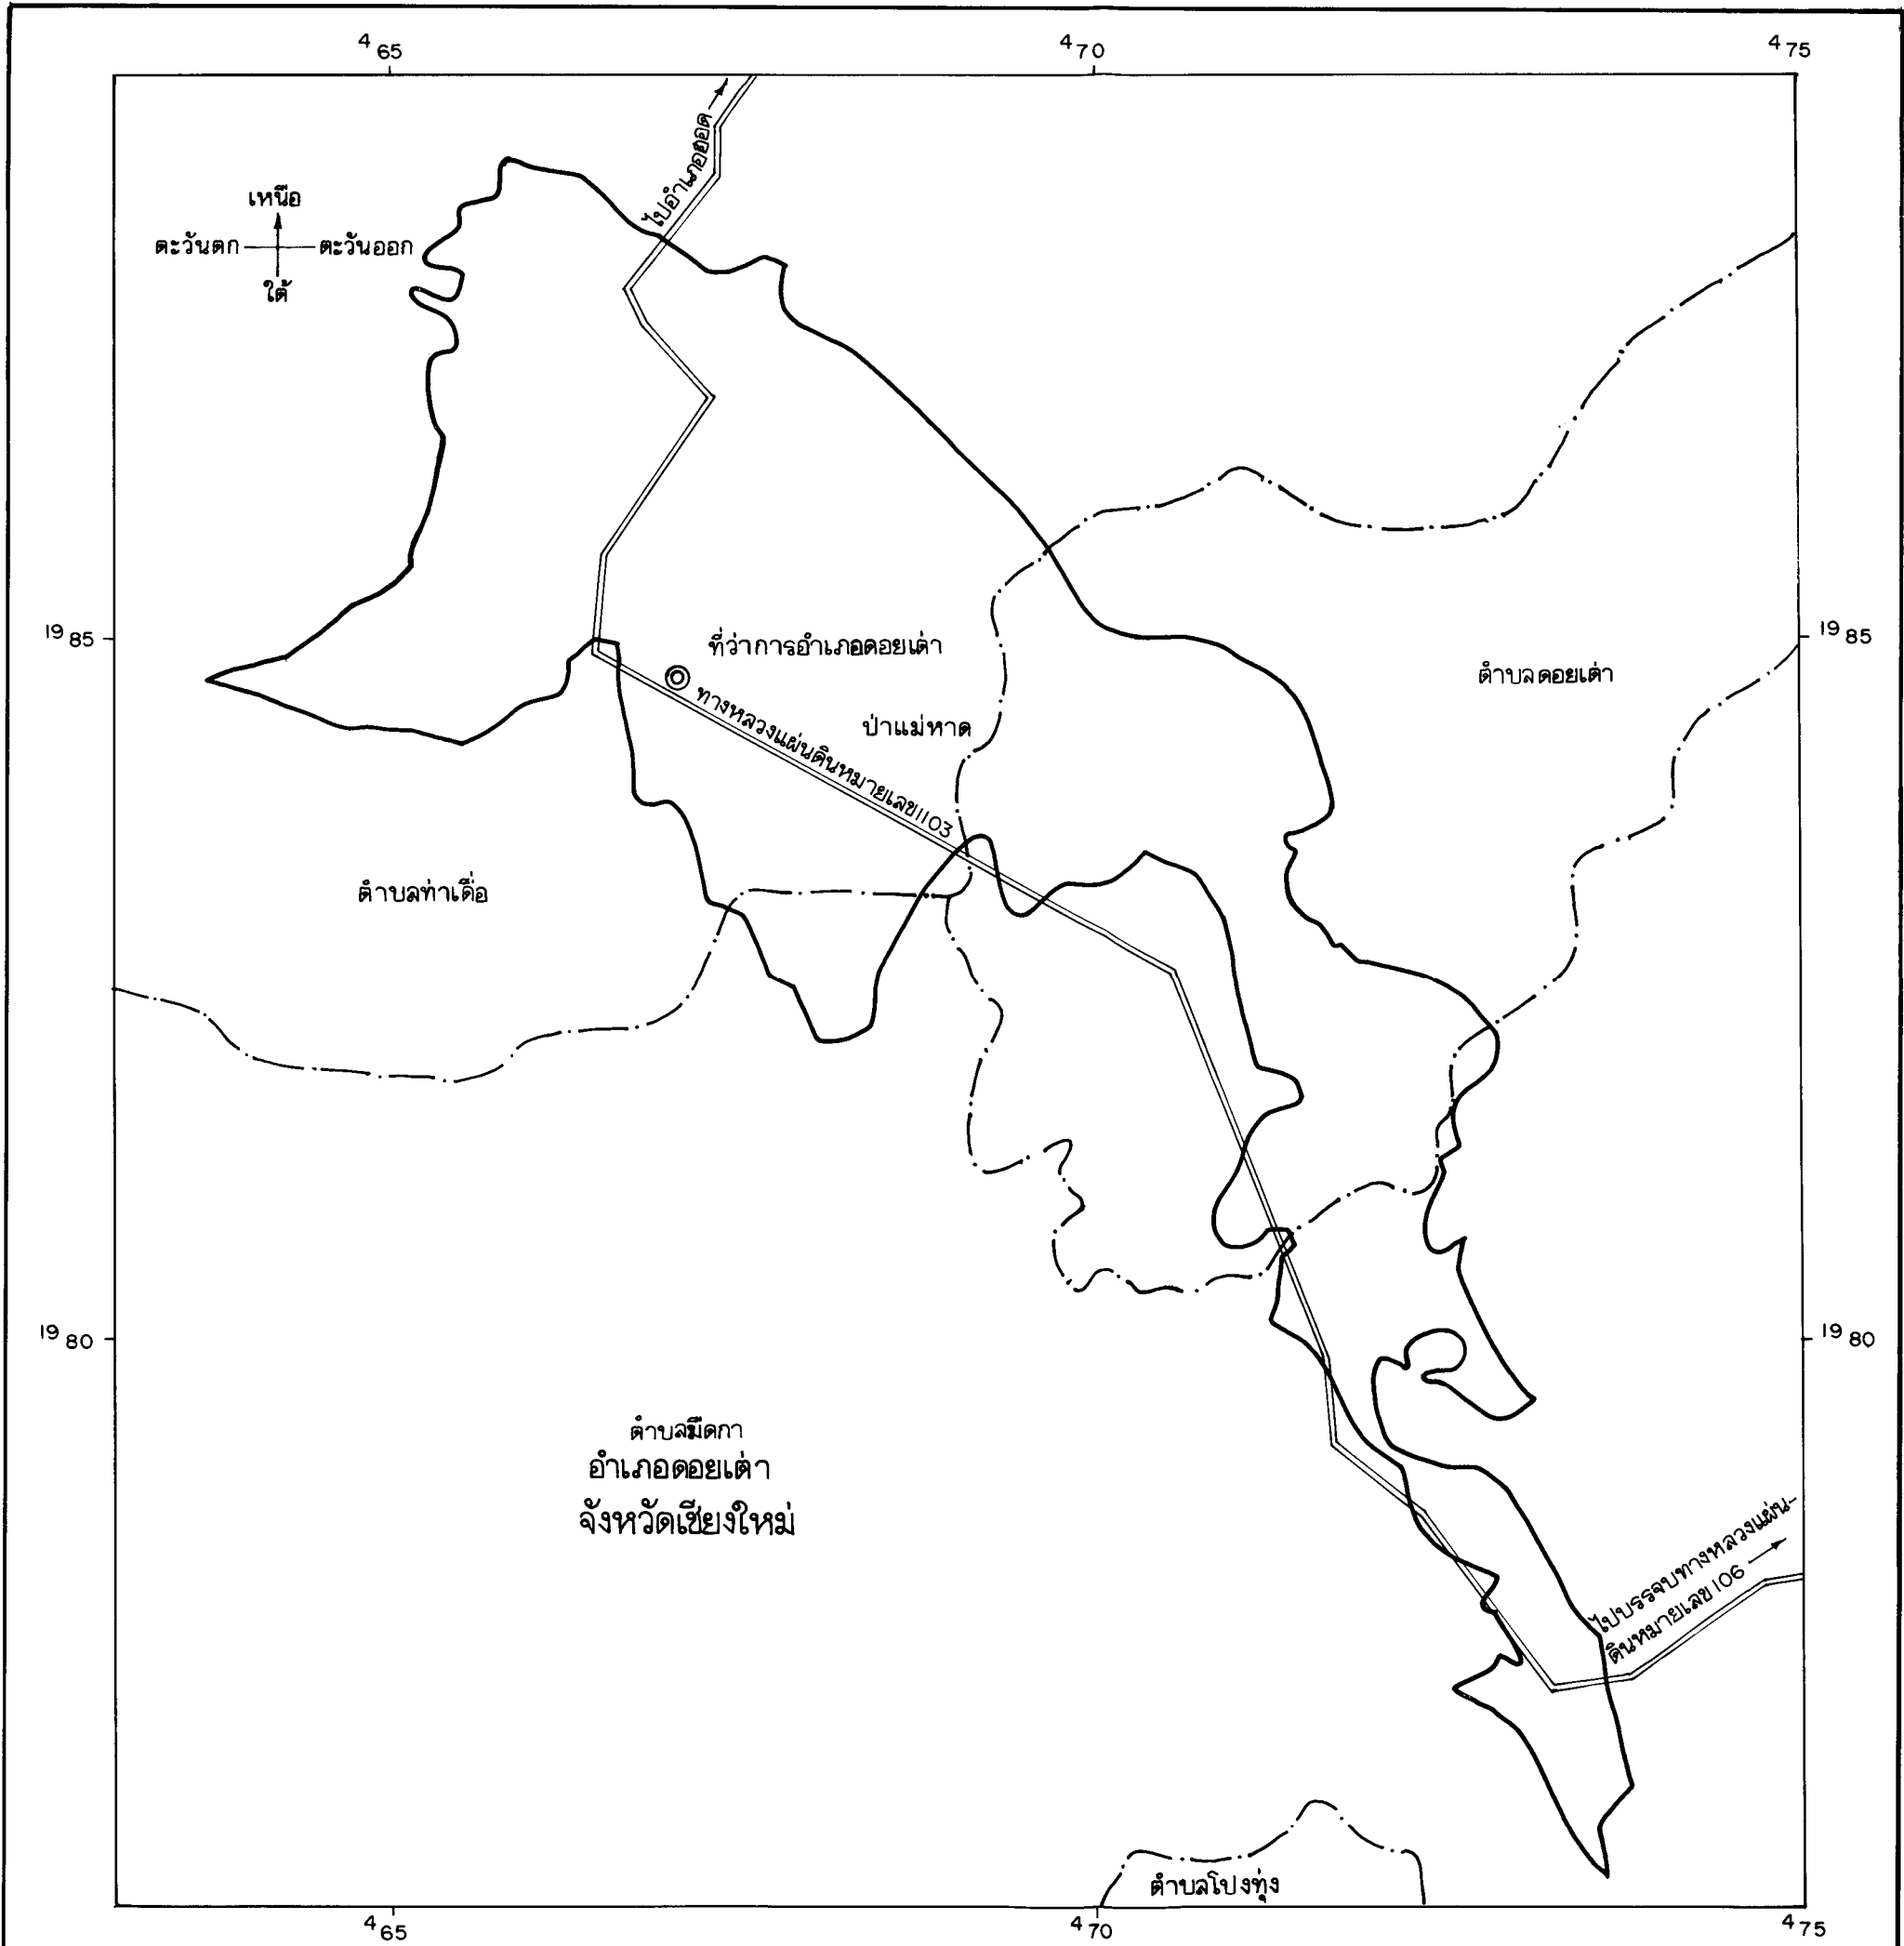 465
470
475
ไปอำเภอฮอด
เหนือ
ตะวันตก
ตะวันออก
ใต้
1985
1985
ที่ว่าการอำเภอดอยเต่า
ตำบลดอยเต่า
ป่าแม่หาด
ทางหลวงแผ่นดินหมายเลข1103
ตำบลท่าเดื่อ
1980
1980
ตำบลมืดกา
อำเภอดอยเต่า
จังหวัดเชียงใหม่
ไปบรรจบทางหลวงแผ่น-
ดินหมายเลข 106
ตำบลโปงทุ่ง
465
470
475